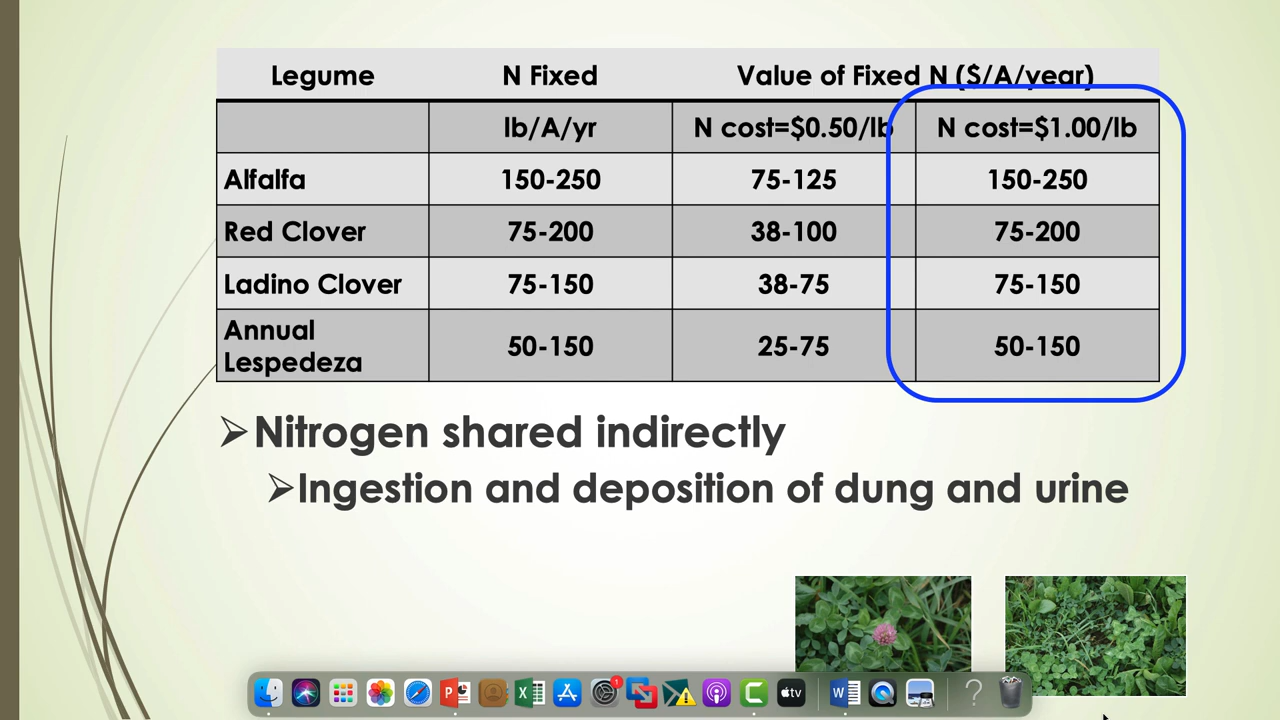 Legume N Fixed Value of Fixed N ($/A/year)
lb/A/yr N cost=$0.50/lb N cost=$1.00/lb
Alfalfa 150-250 75-125 150-250
Red Clover 75-200 38-100 75-200
Ladino Clover 75-150 38-75 75-150
Annual
Lespedeza 50-150 25-75 50-150
➢Nitrogen shared indirectly
➢Ingestion and deposition of dung and urine
P X 1 C tv W ?